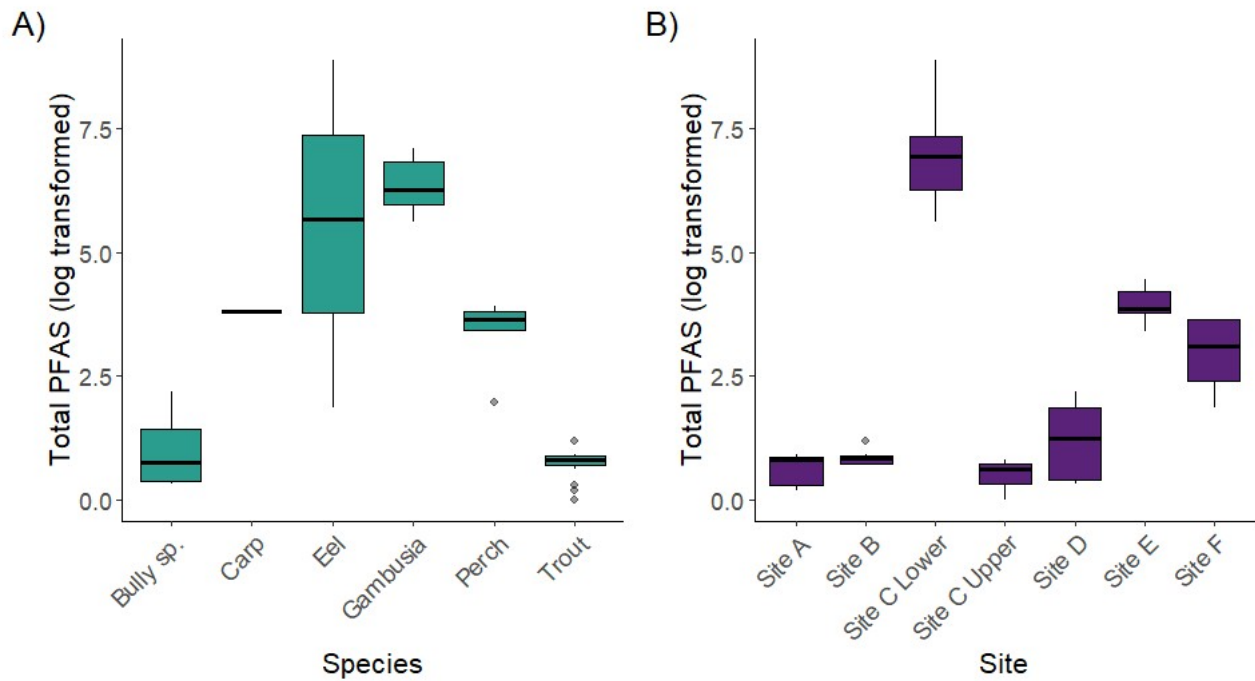 A)
Total PFAS (log transformed)
7.5
5.0
2.5
0.0
Bully sp.
Carp
Eel
Gambusia
Perch
Trout
Species
B)
Total PFAS (log transformed)
7.5
5.0
2.5
0.0
Site A
Site B
Site C Lower
Site C Upper
Site D
Site E
Site F
Site